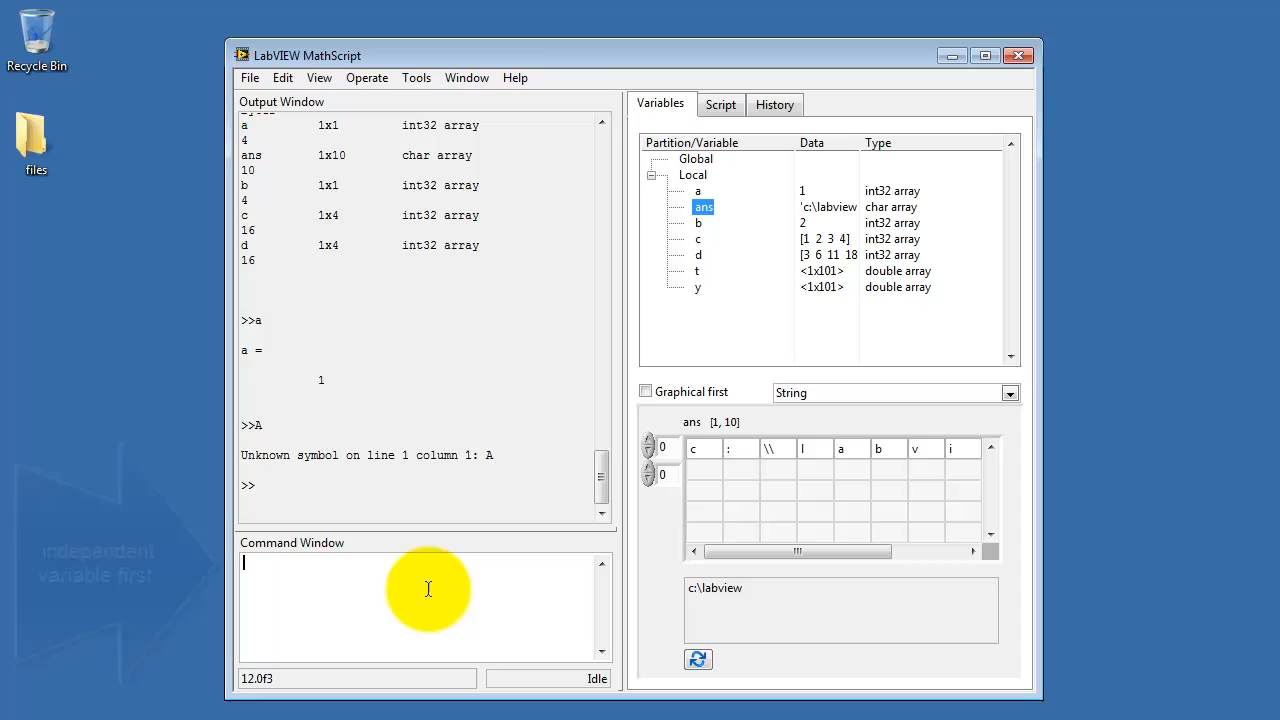 Recycle Bin
files
independent
variable first
LabVIEW MathScript
File Edit View Operate Tools Window Help
Output Window
a 1x1 int32 array
4
ans 1x10 char array
10
b 1x1 int32 array
4
c 1x4 int32 array
16
d 1x4 int32 array
16
>>a
a =
1
>>A
Unknown symbol on line 1 column 1: A
>>
Command Window
12.0f3 Idle
Variables Script History
Partition/Variable Data Type
Global
Local
a 1 int32 array
ans 'c:\labview char array
b 2 int32 array
c [1 2 3 4] int32 array
d [3 6 11 18 int32 array
t <1x101> double array
y <1x101> double array
Graphical first String
ans [1, 10]
0 c : \\ l a b v i
0
c:\labview